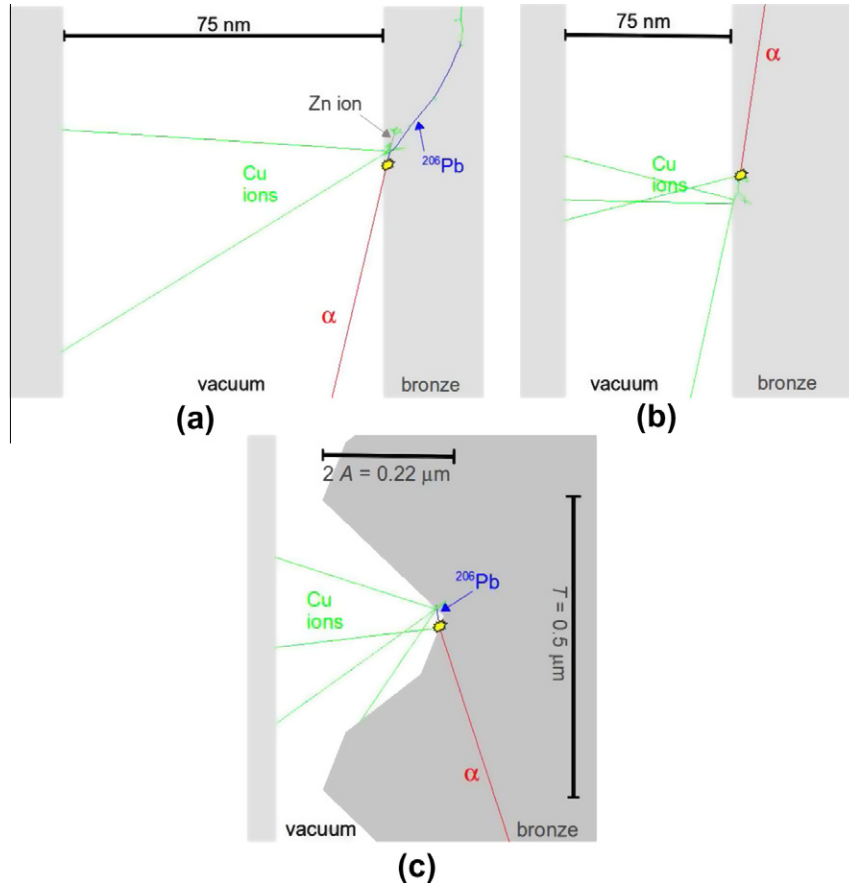 75 nm
Zn ion
²⁰⁶Pb
Cu
ions
α
vacuum
bronze
(a)
75 nm
α
Cu
ions
vacuum
bronze
(b)
2 A = 0.22 μm
²⁰⁶Pb
Cu
ions
T = 0.5 μm
α
vacuum
bronze
(c)